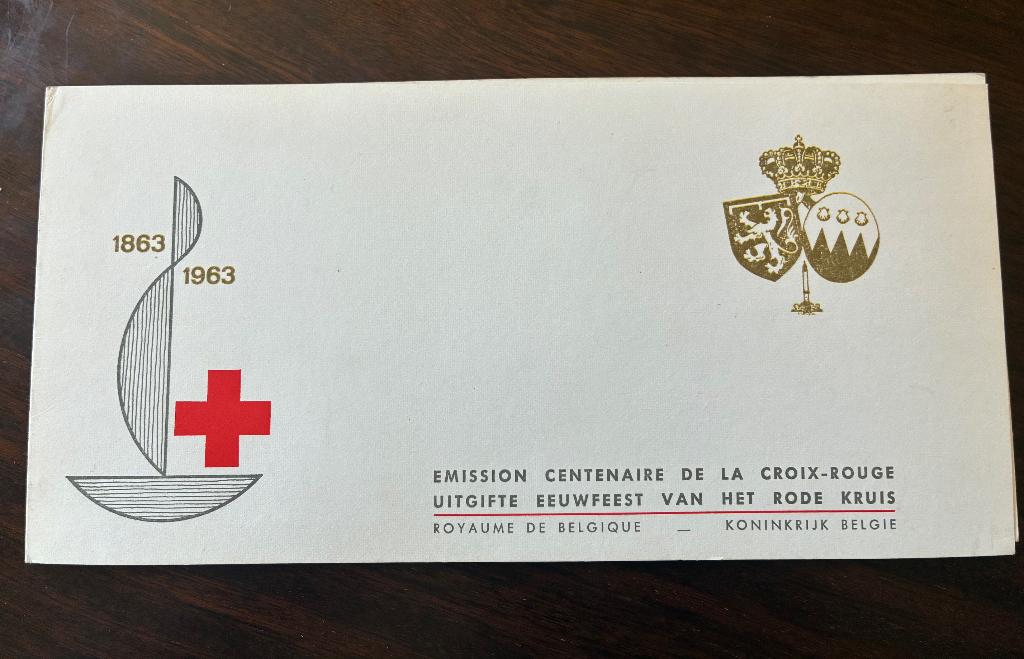 1863
1963
EMISSION CENTENAIRE DE LA CROIX-ROUGE
UITGIFTE EEUWFEEST VAN HET RODE KRUIS
ROYAUME DE BELGIQUE — KONINKRIJK BELGIE